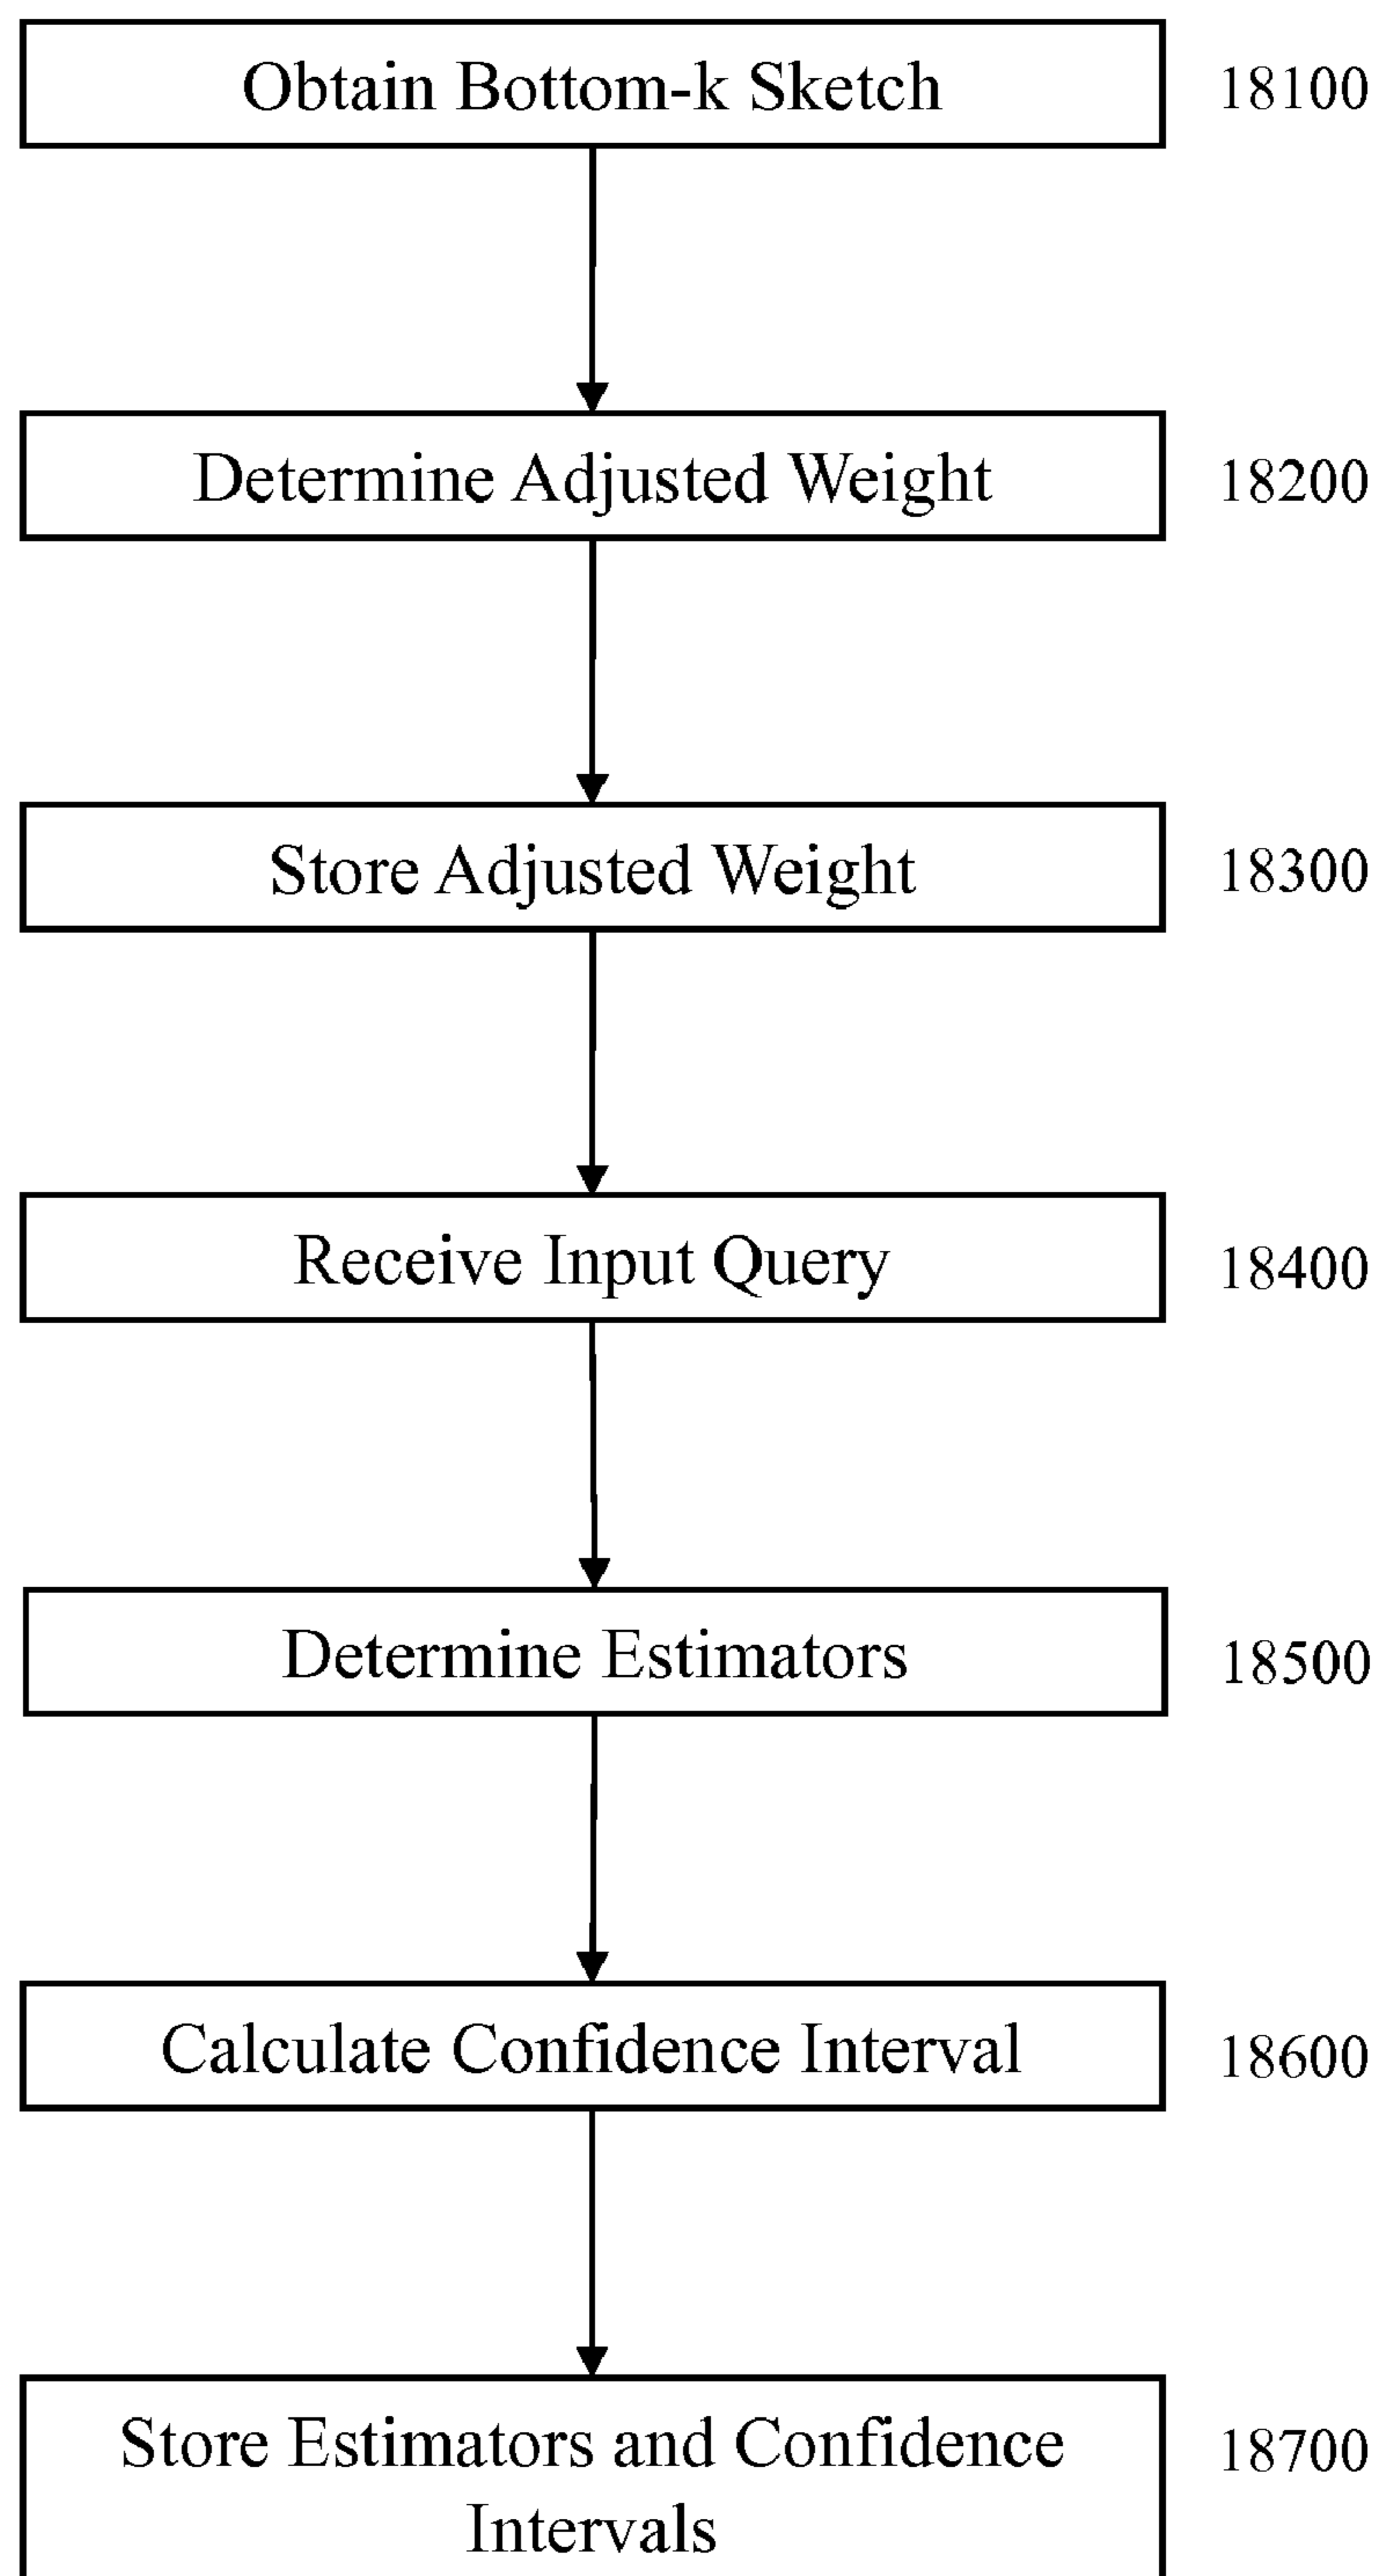 Obtain Bottom-k Sketch 18100
Determine Adjusted Weight 18200
Store Adjusted Weight 18300
Receive Input Query 18400
Determine Estimators 18500
Calculate Confidence Interval 18600
Store Estimators and Confidence 18700
Intervals